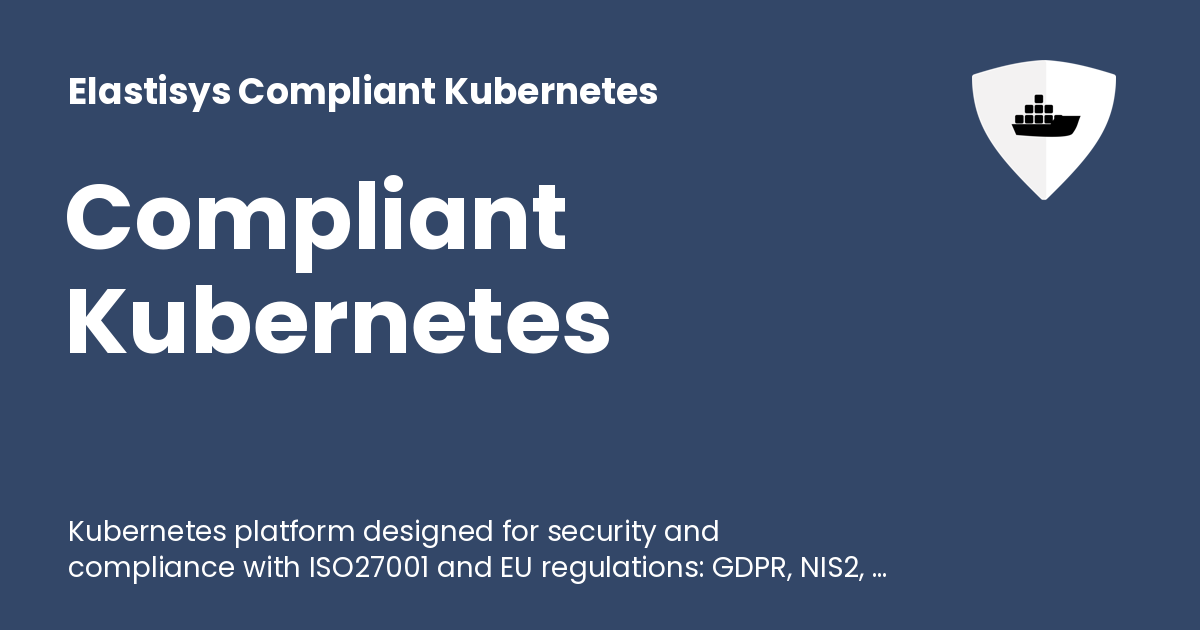 Elastisys Compliant Kubernetes
Compliant
Kubernetes
Kubernetes platform designed for security and
compliance with ISO27001 and EU regulations: GDPR, NIS2, ...